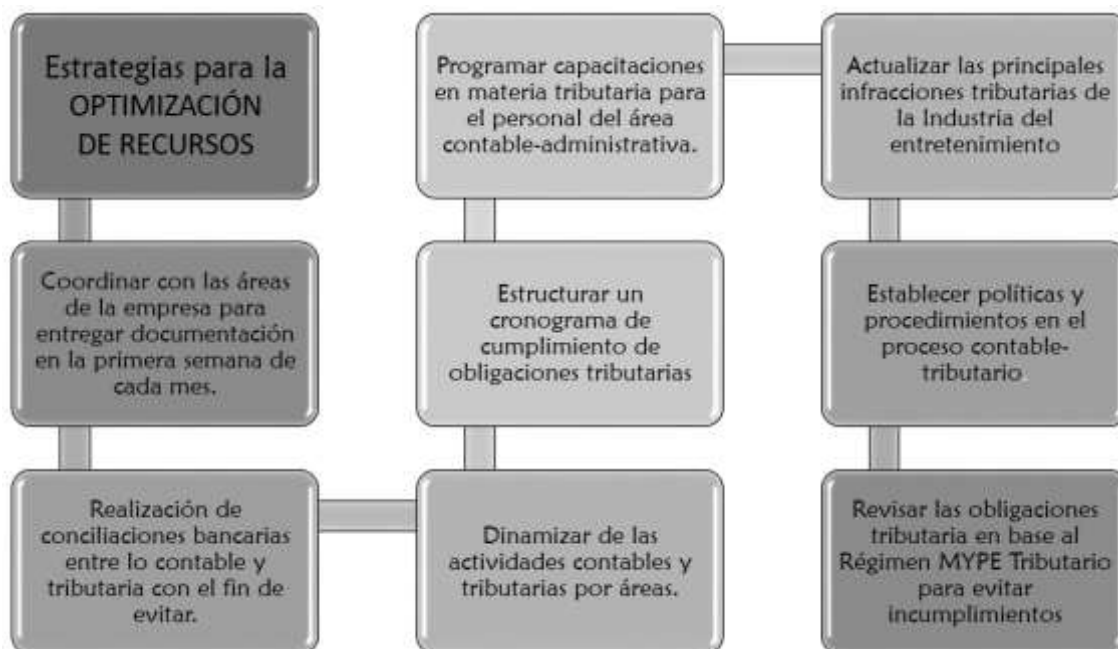 Estrategias para la
OPTIMIZACIÓN
DE RECURSOS
Coordinar con las áreas
de la empresa para
entregar documentación
en la primera semana de
cada mes.
Realización de
conciliaciones bancarias
entre lo contable y
tributaria con el fin de
evitar.
Dinamizar de las
actividades contables y
tributarias por áreas.
Estructurar un
cronograma de
cumplimiento de
obligaciones tributarias
Programar capacitaciones
en materia tributaria para
el personal del área
contable-administrativa.
Actualizar las principales
infracciones tributarias de
la Industria del
entretenimiento
Establecer políticas y
procedimientos en el
proceso contable-
tributario.
Revisar las obligaciones
tributaria en base al
Régimen MYPE Tributario
para evitar
incumplimientos